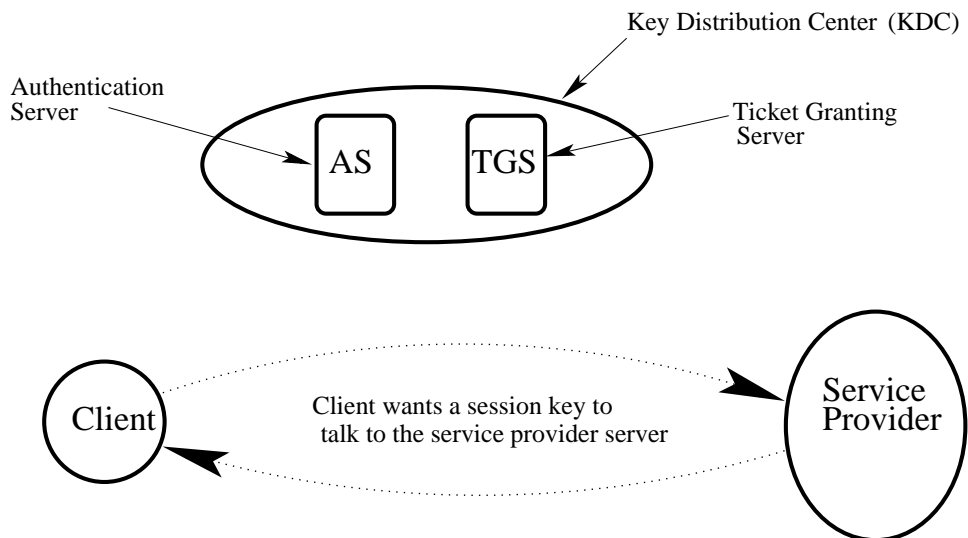 Key Distribution Center (KDC)
Authentication
Server
Ticket Granting
Server
AS
TGS
Client
Client wants a session key to
talk to the service provider server
Service
Provider